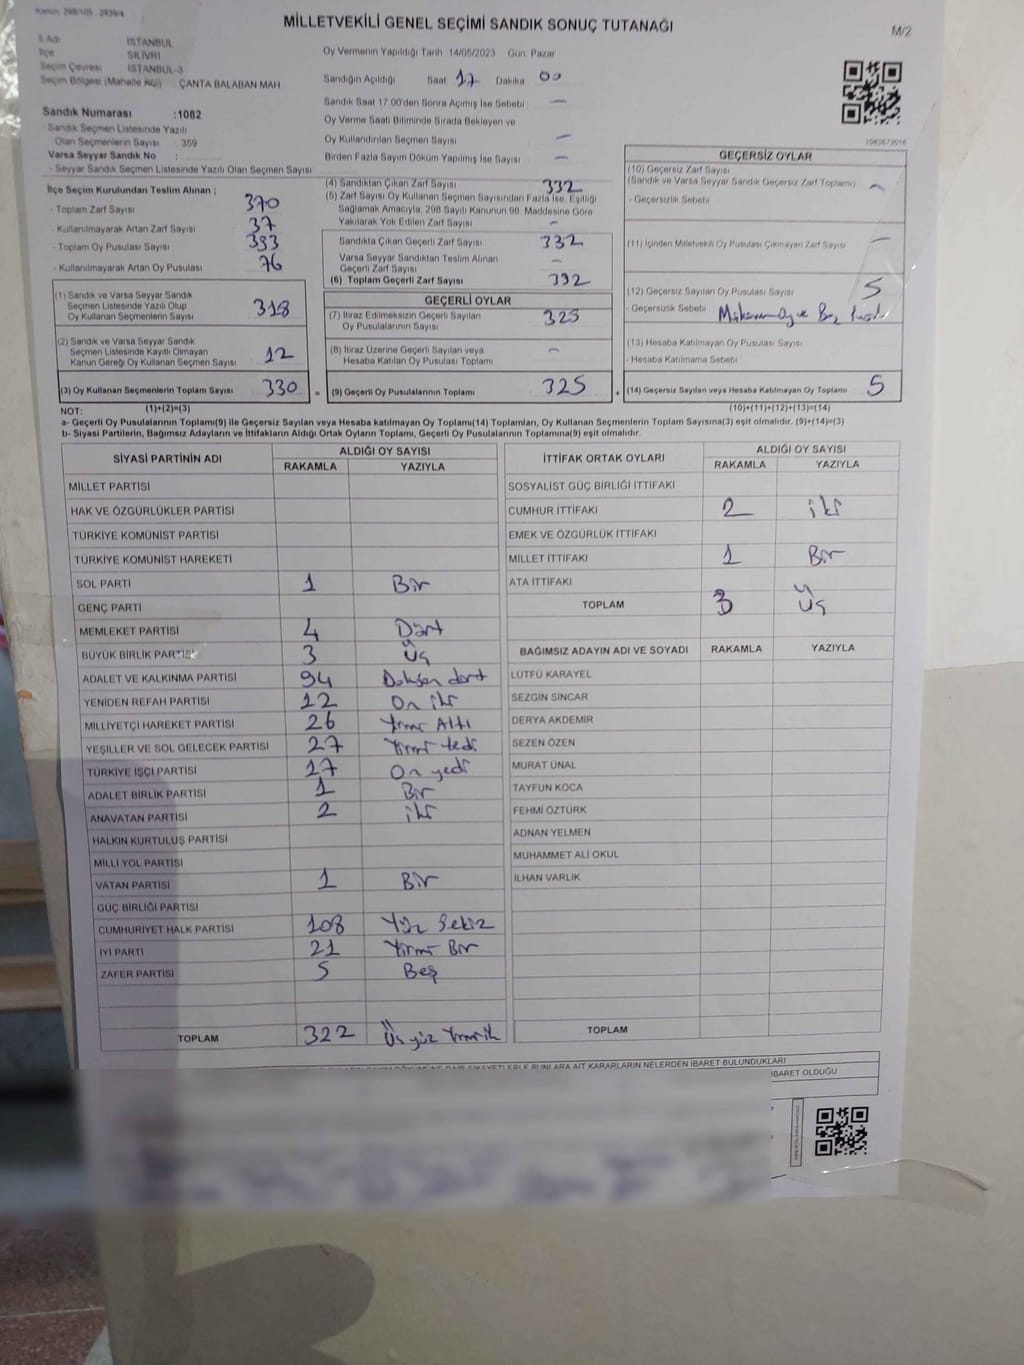 MİLLETVEKİLİ GENEL SEÇİMİ SANDIK SONUÇ TUTANAĞI
M/2
İSTANBUL
İlçe SİLİVRİ
Seçim Çevresi İSTANBUL-3
Seçim Bölgesi (Mahalle Adı) : ÇANTA BALABAN MAH
Oy Vermenin Yapıldığı Tarih 14/05/2023 Gün: Pazar
Sandığın Açıldığı Saat 17 Dakika 00
Sandık Saat 17.00'den Sonra Açımış İse Sebebi —
Oy Verme Saati Bitiminde Sırada Bekleyen ve
Oy Kullandırılan Seçmen Sayısı —
Birden Fazla Sayım Döküm Yapılmış İse Sayısı —
Sandık Numarası :1082
- Sandık Seçmen Listesinde Yazılı
Olan Seçmenlerin Sayısı 359
Varsa Seyyar Sandık No :
- Seyyar Sandık Seçmen Listesinde Yazılı Olan Seçmen Sayısı
İlçe Seçim Kurulundan Teslim Alınan ;
- Toplam Zarf Sayısı 370
- Kullanılmayarak Artan Zarf Sayısı 37
- Toplam Oy Pusulası Sayısı 393
- Kullanılmayarak Artan Oy Pusulası 76
(1) Sandık ve Varsa Seyyar Sandık
Seçmen Listesinde Yazılı Olup
Oy Kullanan Seçmenlerin Sayısı 318
(2) Sandık ve Varsa Seyyar Sandık
Seçmen Listesinde Kayıtlı Olmayan
Kanun Gereği Oy Kullanan Seçmen Sayısı 12
(3) Oy Kullanan Seçmenlerin Toplam Sayısı 330 =
(4) Sandıktan Çıkan Zarf Sayısı 332
(5) Zarf Sayısı Oy Kullanan Seçmen Sayısından Fazla İse, Eşitliği
Sağlamak Amacıyla, 298 Sayılı Kanunun 98. Maddesine Göre
Yakılarak Yok Edilen Zarf Sayısı —
Sandıkta Çıkan Geçerli Zarf Sayısı 332
Varsa Seyyar Sandıktan Teslim Alınan
Geçerli Zarf Sayısı —
(6) Toplam Geçerli Zarf Sayısı 332
GEÇERLİ OYLAR
(7) İtiraz Edilmeksizin Geçerli Sayılan
Oy Pusulalarının Sayısı 325
(8) İtiraz Üzerine Geçerli Sayılan veya
Hesaba Katılan Oy Pusulası Toplamı —
(9) Geçerli Oy Pusulalarının Toplamı 325 +
GEÇERSİZ OYLAR
(10) Geçersiz Zarf Sayısı
(Sandık ve Varsa Seyyar Sandık Geçersiz Zarf Toplamı) —
- Geçersizlik Sebebi
(11) İçinden Milletvekili Oy Pusulası Çıkmayan Zarf Sayısı —
(12) Geçersiz Sayılan Oy Pusulası Sayısı 5
- Geçersizlik Sebebi
(13) Hesaba Katılmayan Oy Pusulası Sayısı
- Hesaba Katılmama Sebebi
(14) Geçersiz Sayılan veya Hesaba Katılmayan Oy Toplamı 5
NOT: (1)+(2)=(3) (10)+(11)+(12)+(13)=(14)
a- Geçerli Oy Pusulalarının Toplamı(9) ile Geçersiz Sayılan veya Hesaba katılmayan Oy Toplamı(14) Toplamları, Oy Kullanan Seçmenlerin Toplam Sayısına(3) eşit olmalıdır. (9)+(14)=(3)
b- Siyasi Partilerin, Bağımsız Adayların ve İttifakların Aldığı Ortak Oyların Toplamı, Geçerli Oy Pusulalarının Toplamına(9) eşit olmalıdır.
SİYASİ PARTİNİN ADI ALDIĞI OY SAYISI
RAKAMLA YAZIYLA
MİLLET PARTİSİ
HAK VE ÖZGÜRLÜKLER PARTİSİ
TÜRKİYE KOMÜNİST PARTİSİ
TÜRKİYE KOMÜNİST HAREKETİ
SOL PARTİ 1 Bir
GENÇ PARTİ
MEMLEKET PARTİSİ 4 Dört
BÜYÜK BİRLİK PARTİSİ 3 Üç
ADALET VE KALKINMA PARTİSİ 94 Doksan dört
YENİDEN REFAH PARTİSİ 12 On iki
MİLLİYETÇİ HAREKET PARTİSİ 26 Yirmi Altı
YEŞİLLER VE SOL GELECEK PARTİSİ 27 Yirmi Yedi
TÜRKİYE İŞÇİ PARTİSİ 17 On yedi
ADALET BİRLİK PARTİSİ 1 Bir
ANAVATAN PARTİSİ 2 iki
HALKIN KURTULUŞ PARTİSİ
MİLLİ YOL PARTİSİ
VATAN PARTİSİ 1 Bir
GÜÇ BİRLİĞİ PARTİSİ
CUMHURİYET HALK PARTİSİ 108 Yüz Sekiz
İYİ PARTİ 21 Yirmi Bir
ZAFER PARTİSİ 5 Beş
TOPLAM 322 Üç yüz Yirmi iki
İTTİFAK ORTAK OYLARI ALDIĞI OY SAYISI
RAKAMLA YAZIYLA
SOSYALİST GÜÇ BİRLİĞİ İTTİFAKI
CUMHUR İTTİFAKI 2 iki
EMEK VE ÖZGÜRLÜK İTTİFAKI
MİLLET İTTİFAKI 1 Bir
ATA İTTİFAKI
TOPLAM 3 Üç
BAĞIMSIZ ADAYIN ADI VE SOYADI RAKAMLA YAZIYLA
LÜTFÜ KARAYEL
SEZGİN SİNCAR
DERYA AKDEMİR
SEZEN ÖZEN
MURAT ÜNAL
TAYFUN KOCA
FEHMİ ÖZTÜRK
ADNAN YELMEN
MUHAMMET ALİ OKUL
İLHAN VARLIK
TOPLAM
ŞİKAYETLERLE BUNLARA AİT KARARLARIN NELERDEN İBARET BULUNDUKLARI
İBARET OLDUĞU